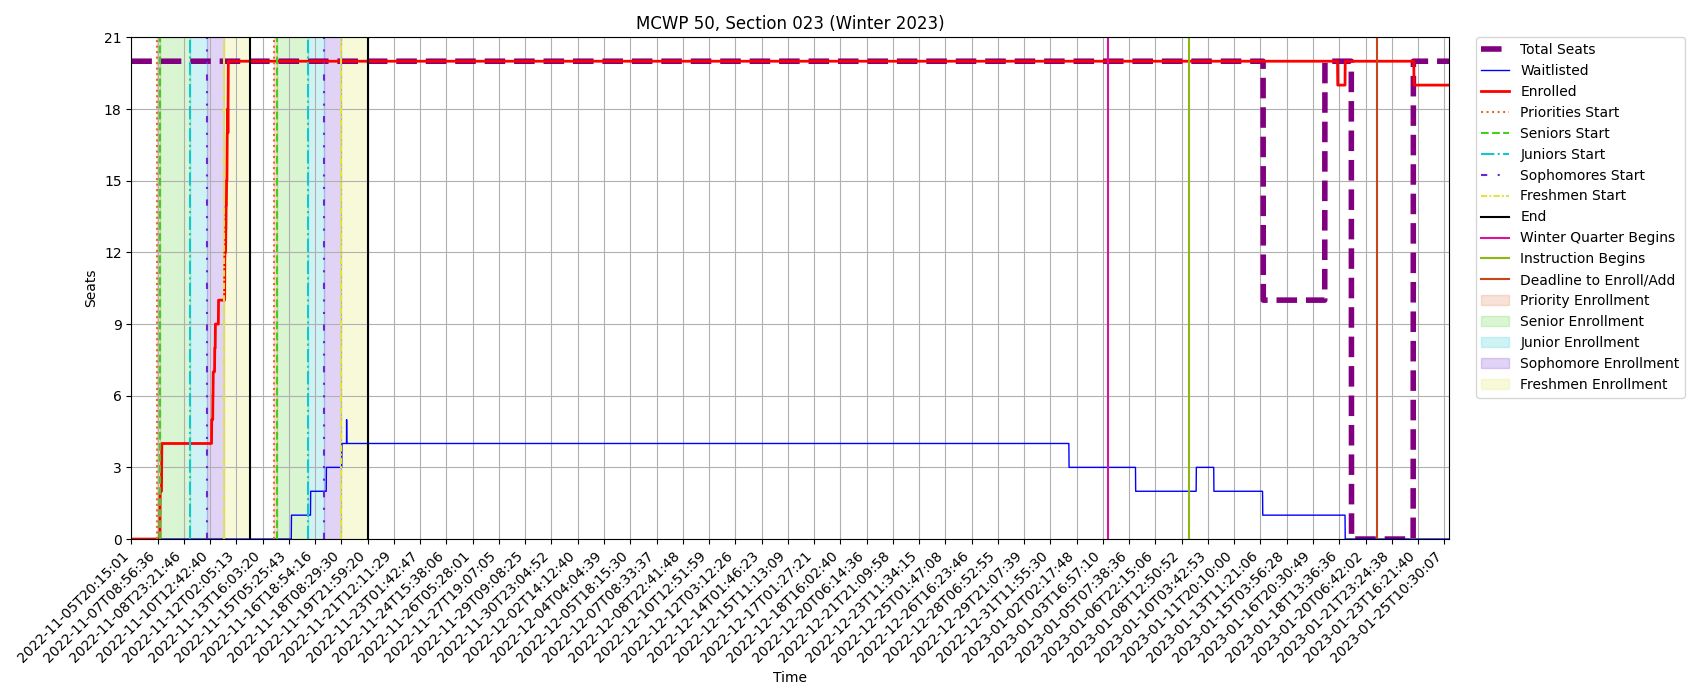 MCWP 50, Section 023 (Winter 2023)
21
18
15
12
9
6
3
0
Seats
2022-11-05T20:15:01
2022-11-07T08:56:36
2022-11-08T23:21:46
2022-11-10T12:42:40
2022-11-12T02:05:13
2022-11-13T16:03:20
2022-11-15T05:25:43
2022-11-16T18:54:16
2022-11-18T08:29:30
2022-11-19T21:59:20
2022-11-21T12:11:29
2022-11-23T01:42:47
2022-11-24T15:38:06
2022-11-26T05:28:01
2022-11-27T19:07:05
2022-11-29T09:08:25
2022-11-30T23:04:52
2022-12-02T14:12:40
2022-12-04T04:04:39
2022-12-05T18:15:30
2022-12-07T08:33:37
2022-12-08T22:41:48
2022-12-10T12:51:59
2022-12-12T03:12:26
2022-12-14T01:46:23
2022-12-15T11:13:09
2022-12-17T01:27:21
2022-12-18T16:02:40
2022-12-20T06:14:36
2022-12-21T21:09:58
2022-12-23T11:34:15
2022-12-25T01:47:08
2022-12-26T16:23:46
2022-12-28T06:52:55
2022-12-29T21:07:39
2022-12-31T11:55:30
2023-01-02T02:17:48
2023-01-03T16:57:10
2023-01-05T07:38:36
2023-01-06T22:15:06
2023-01-08T12:50:52
2023-01-10T03:42:53
2023-01-11T20:10:00
2023-01-13T11:21:06
2023-01-15T03:56:28
2023-01-16T20:30:49
2023-01-18T13:36:36
2023-01-20T06:42:02
2023-01-21T23:24:38
2023-01-23T16:21:40
2023-01-25T10:30:07
Time
Total Seats
Waitlisted
Enrolled
Priorities Start
Seniors Start
Juniors Start
Sophomores Start
Freshmen Start
End
Winter Quarter Begins
Instruction Begins
Deadline to Enroll/Add
Priority Enrollment
Senior Enrollment
Junior Enrollment
Sophomore Enrollment
Freshmen Enrollment